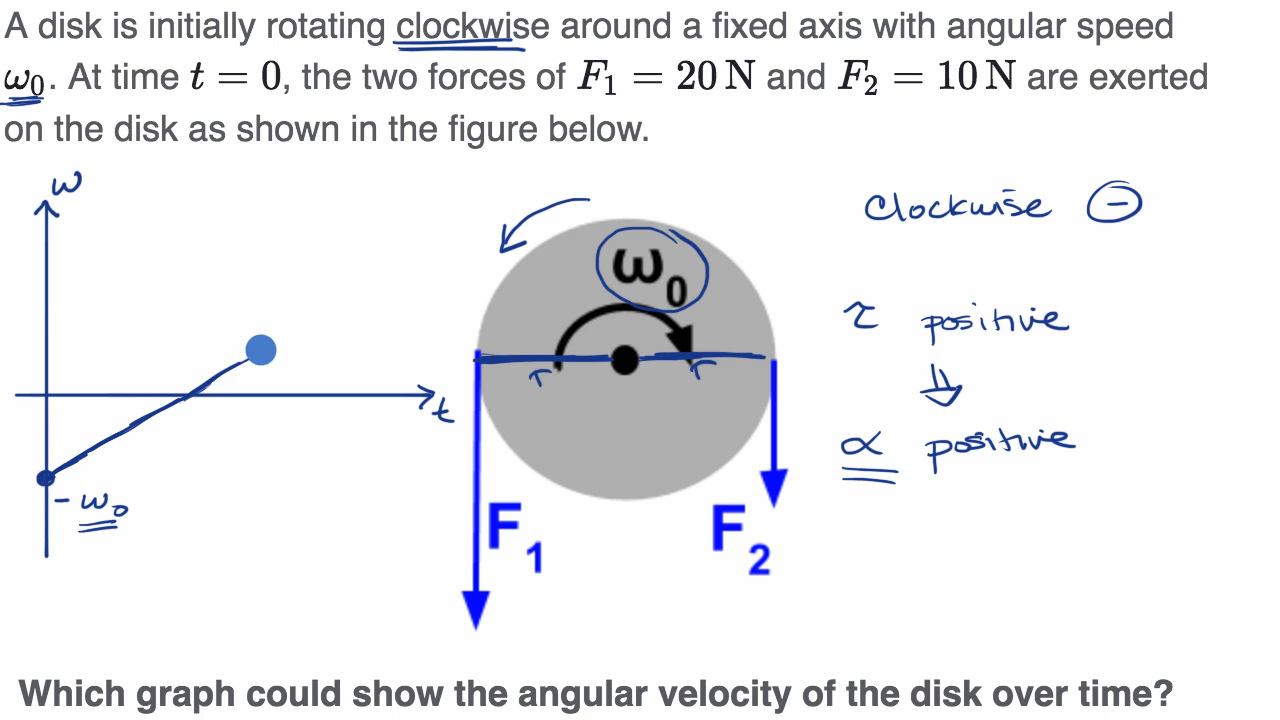 A disk is initially rotating clockwise around a fixed axis with angular speed
ω₀. At time t = 0, the two forces of F₁ = 20 N and F₂ = 10 N are exerted
on the disk as shown in the figure below.
ω
clockwise ⊖
ω₀
τ positive
⇓
r r
t
α positive
-ω₀
F₁
F₂
Which graph could show the angular velocity of the disk over time?